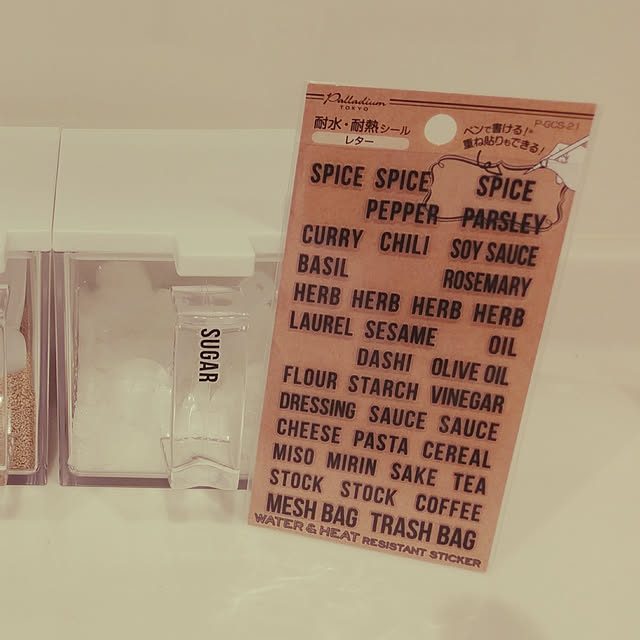 Palladium
TOKYO
P-GCS-21
耐水・耐熱シール
レター
ペンで書ける!
重ね貼りもできる!
SPICE SPICE SPICE
PEPPER PARSLEY
CURRY CHILI SOY SAUCE
BASIL ROSEMARY
HERB HERB HERB HERB
LAUREL SESAME OIL
DASHI OLIVE OIL
FLOUR STARCH VINEGAR
DRESSING SAUCE SAUCE
CHEESE PASTA CEREAL
MISO MIRIN SAKE TEA
STOCK STOCK COFFEE
MESH BAG TRASH BAG
WATER & HEAT RESISTANT STICKER
SUGAR